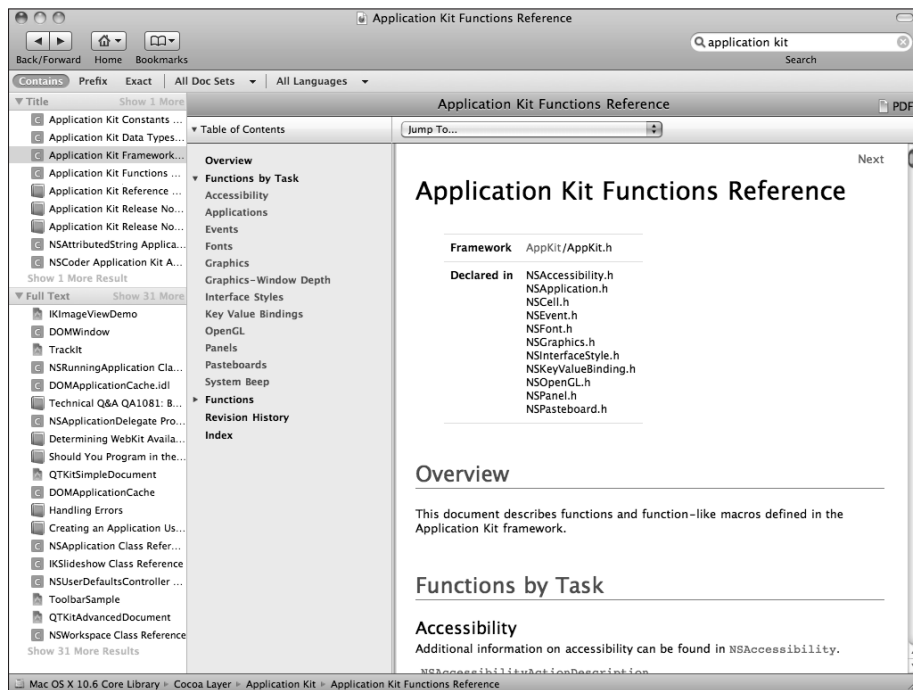 Application Kit Functions Reference
application kit
Back/Forward Home Bookmarks
Search
Contains Prefix Exact All Doc Sets All Languages
Title Show 1 More
Application Kit Constants ...
Application Kit Data Types...
Application Kit Framework...
Application Kit Functions ...
Application Kit Reference ...
Application Kit Release No...
Application Kit Release No...
NSAttributedString Applica...
NSCoder Application Kit A...
Show 1 More Result
Full Text Show 31 More
IKImageViewDemo
DOMWindow
TrackIt
NSRunningApplication Cla...
DOMApplicationCache.idl
Technical Q&A QA1081: B...
NSApplicationDelegate Pro...
Determining WebKit Availa...
Should You Program in the...
QTKitSimpleDocument
DOMApplicationCache
Handling Errors
Creating an Application Us...
NSApplication Class Refer...
IKSlideshow Class Reference
NSUserDefaultsController ...
ToolbarSample
QTKitAdvancedDocument
NSWorkspace Class Reference
Show 31 More Results
Application Kit Functions Reference
PDF
Table of Contents
Jump To...
Overview
Functions by Task
Accessibility
Applications
Events
Fonts
Graphics
Graphics-Window Depth
Interface Styles
Key Value Bindings
OpenGL
Panels
Pasteboards
System Beep
Functions
Revision History
Index
Next
Application Kit Functions Reference
Framework AppKit/AppKit.h
Declared in NSAccessibility.h
NSApplication.h
NSCell.h
NSEvent.h
NSFont.h
NSGraphics.h
NSInterfaceStyle.h
NSKeyValueBinding.h
NSOpenGL.h
NSPanel.h
NSPasteboard.h
Overview
This document describes functions and function-like macros defined in the
Application Kit framework.
Functions by Task
Accessibility
Additional information on accessibility can be found in NSAccessibility.
NSAccessibilityActionDescription
Mac OS X 10.6 Core Library Cocoa Layer Application Kit Application Kit Functions Reference